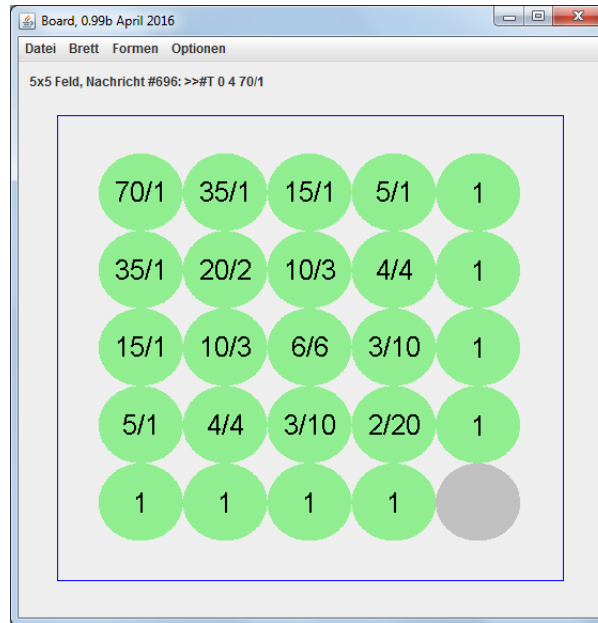 Board, 0.99b April 2016
Datei Brett Formen Optionen
5x5 Feld, Nachricht #696: >>#T 0 4 70/1
70/1 35/1 15/1 5/1 1
35/1 20/2 10/3 4/4 1
15/1 10/3 6/6 3/10 1
5/1 4/4 3/10 2/20 1
1 1 1 1